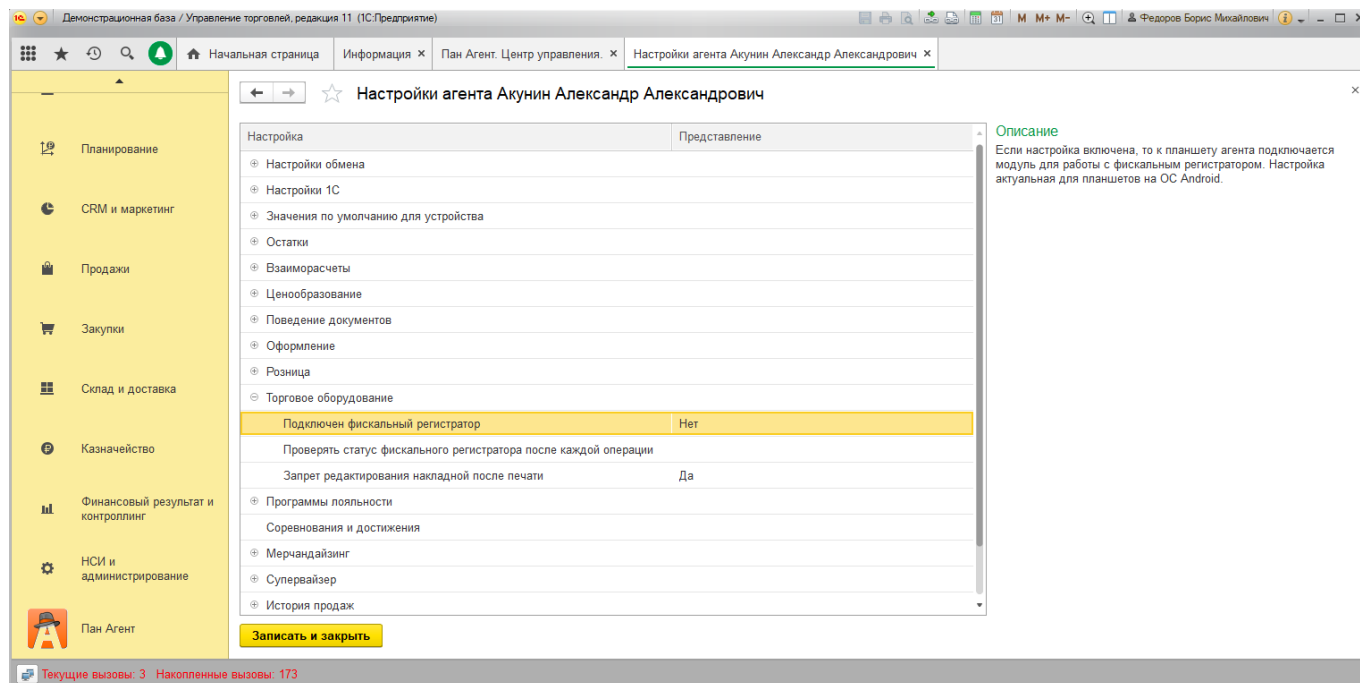 Демонстрационная база / Управление торговлей, редакция 11 (1С:Предприятие)
M M+ M- Федоров Борис Михайлович
Начальная страница Информация × Пан Агент. Центр управления. × Настройки агента Акунин Александр Александрович ×
Настройки агента Акунин Александр Александрович
Планирование
CRM и маркетинг
Продажи
Закупки
Склад и доставка
Казначейство
Финансовый результат и
контроллинг
НСИ и
администрирование
Пан Агент
Настройка Представление
Настройки обмена
Настройки 1С
Значения по умолчанию для устройства
Остатки
Взаиморасчеты
Ценообразование
Поведение документов
Оформление
Розница
Торговое оборудование
Подключен фискальный регистратор Нет
Проверять статус фискального регистратора после каждой операции
Запрет редактирования накладной после печати Да
Программы лояльности
Соревнования и достижения
Мерчандайзинг
Супервайзер
История продаж
Записать и закрыть
Описание
Если настройка включена, то к планшету агента подключается
модуль для работы с фискальным регистратором. Настройка
актуальная для планшетов на ОС Android.
Текущие вызовы: 3 Накопленные вызовы: 173